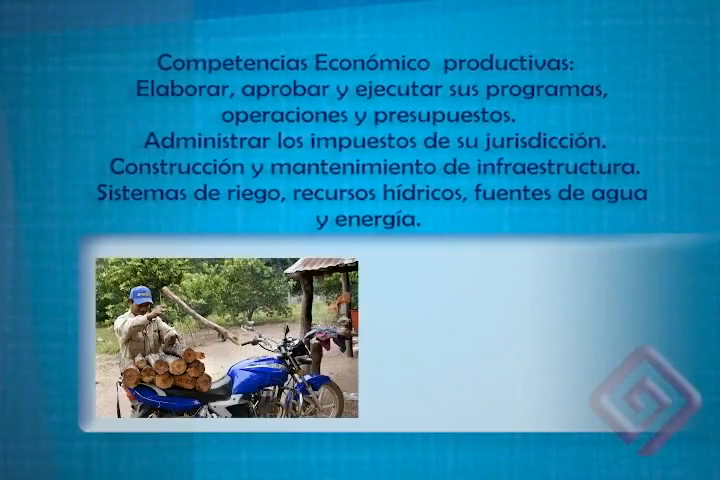 Competencias Económico productivas:
Elaborar, aprobar y ejecutar sus programas,
operaciones y presupuestos.
Administrar los impuestos de su jurisdicción.
Construcción y mantenimiento de infraestructura.
Sistemas de riego, recursos hídricos, fuentes de agua
y energía.